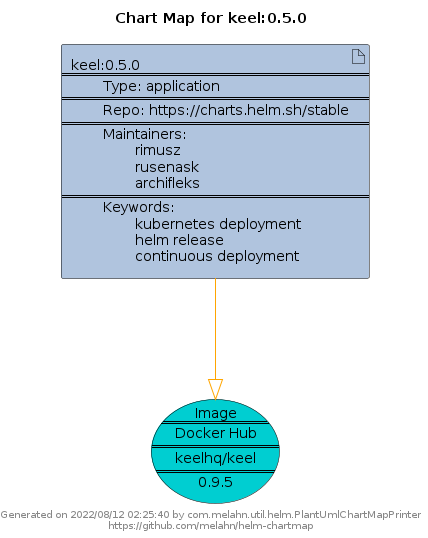 Chart Map for keel:0.5.0
keel:0.5.0
Type: application
Repo: https://charts.helm.sh/stable
Maintainers:
rimusz
rusenask
archifleks
Keywords:
kubernetes deployment
helm release
continuous deployment
Image
Docker Hub
keelhq/keel
0.9.5
Generated on 2022/08/12 02:25:40 by com.melahn.util.helm.PlantUmlChartMapPrinter
https://github.com/melahn/helm-chartmap